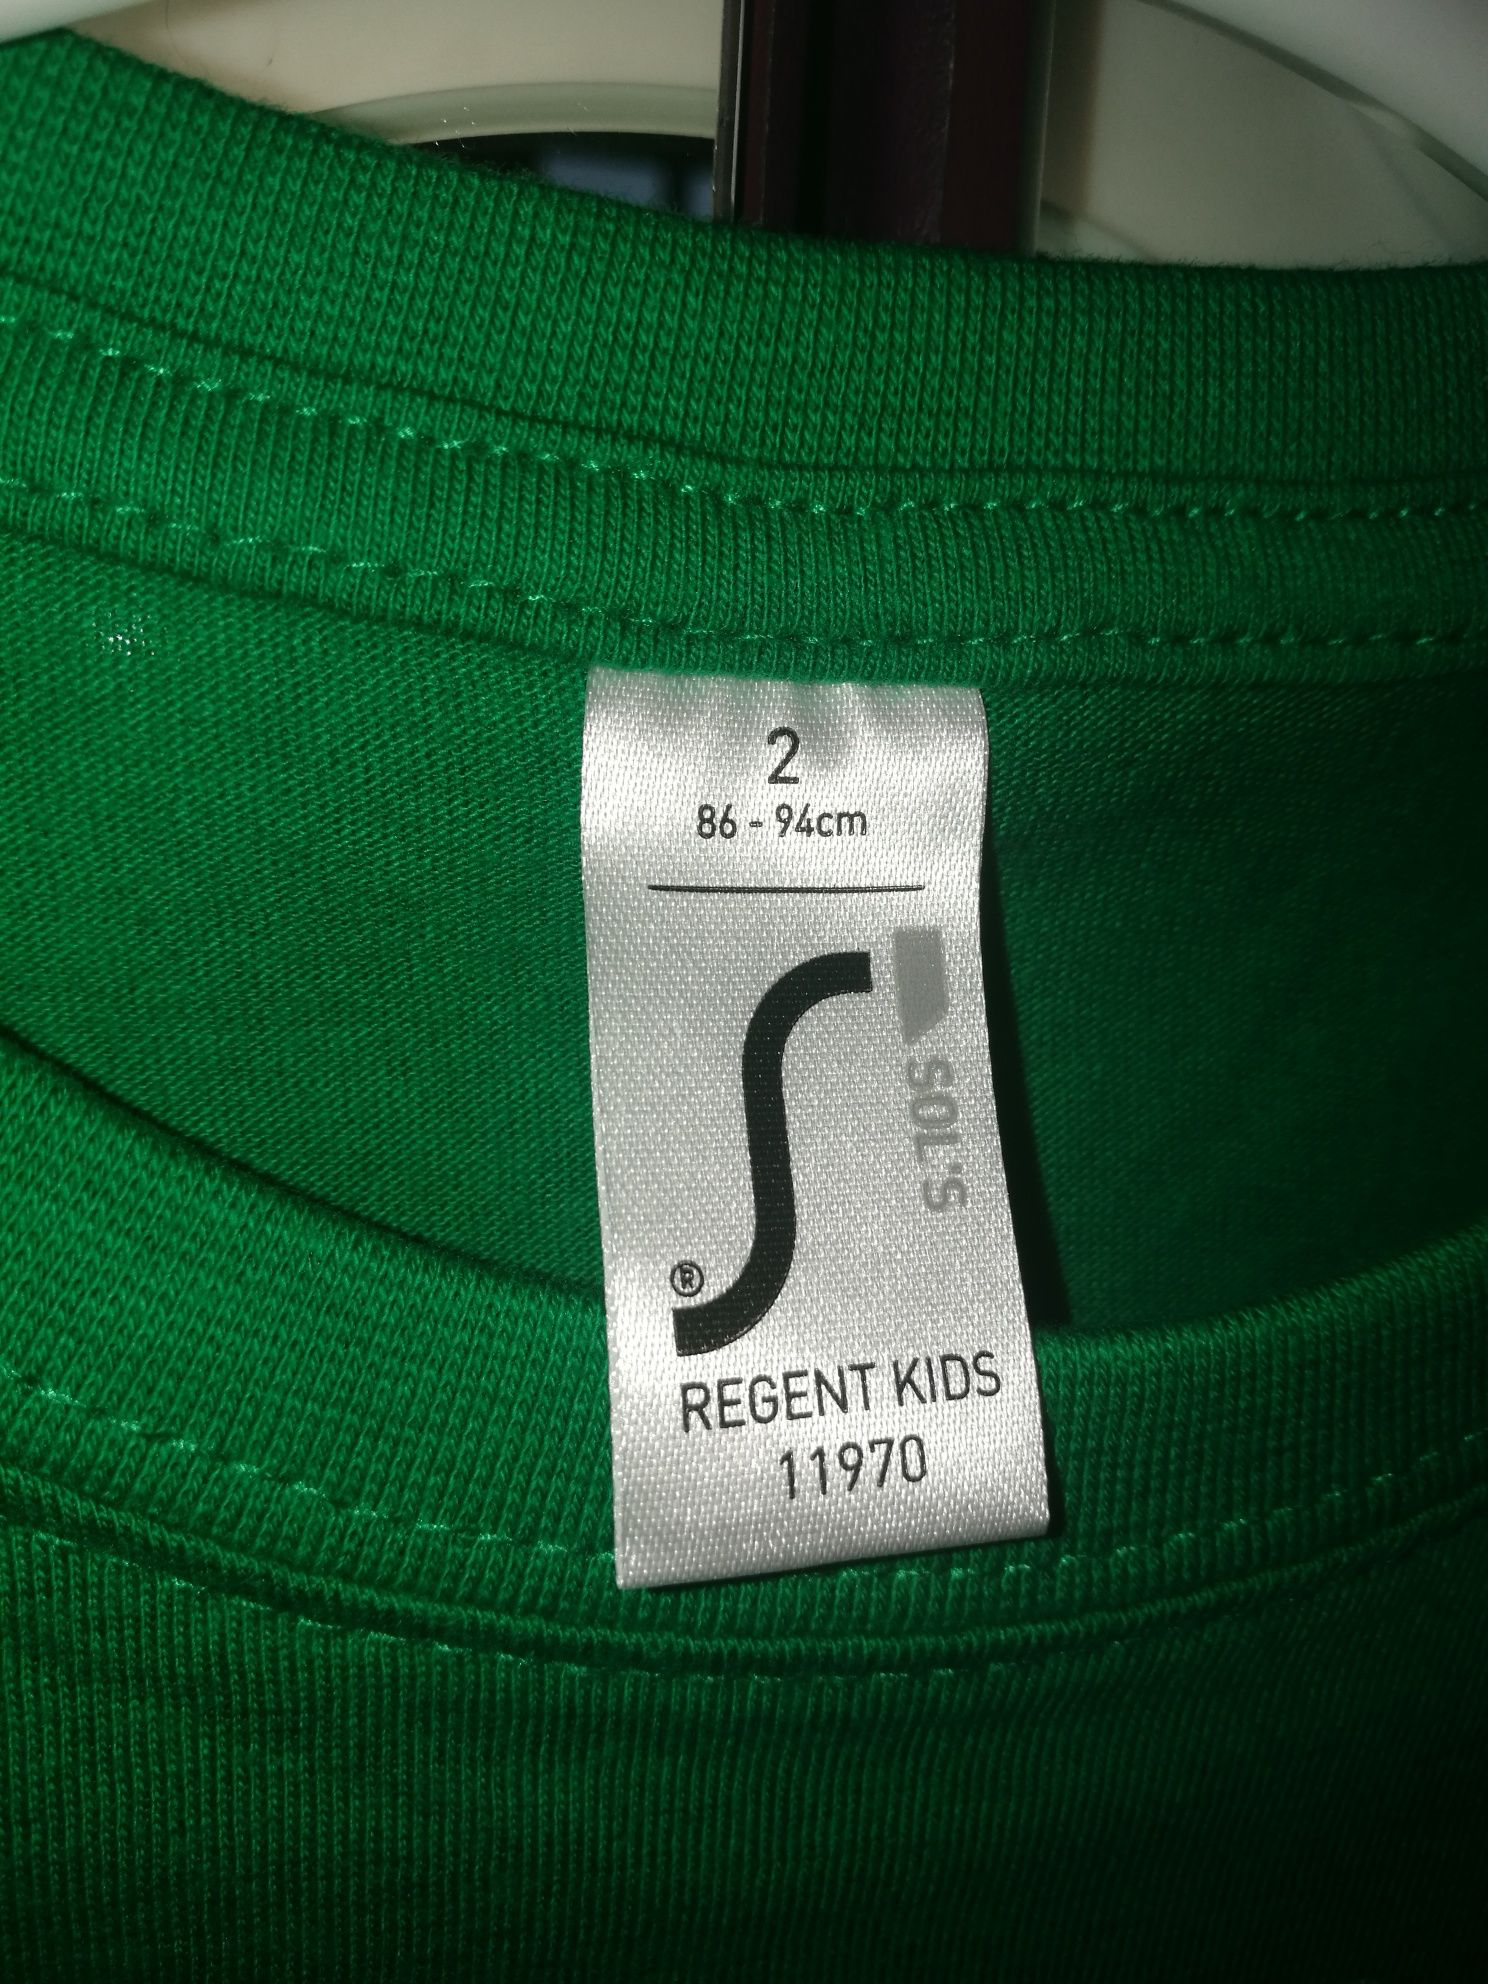 2
86 - 94cm
SOL'S
®
REGENT KIDS
11970